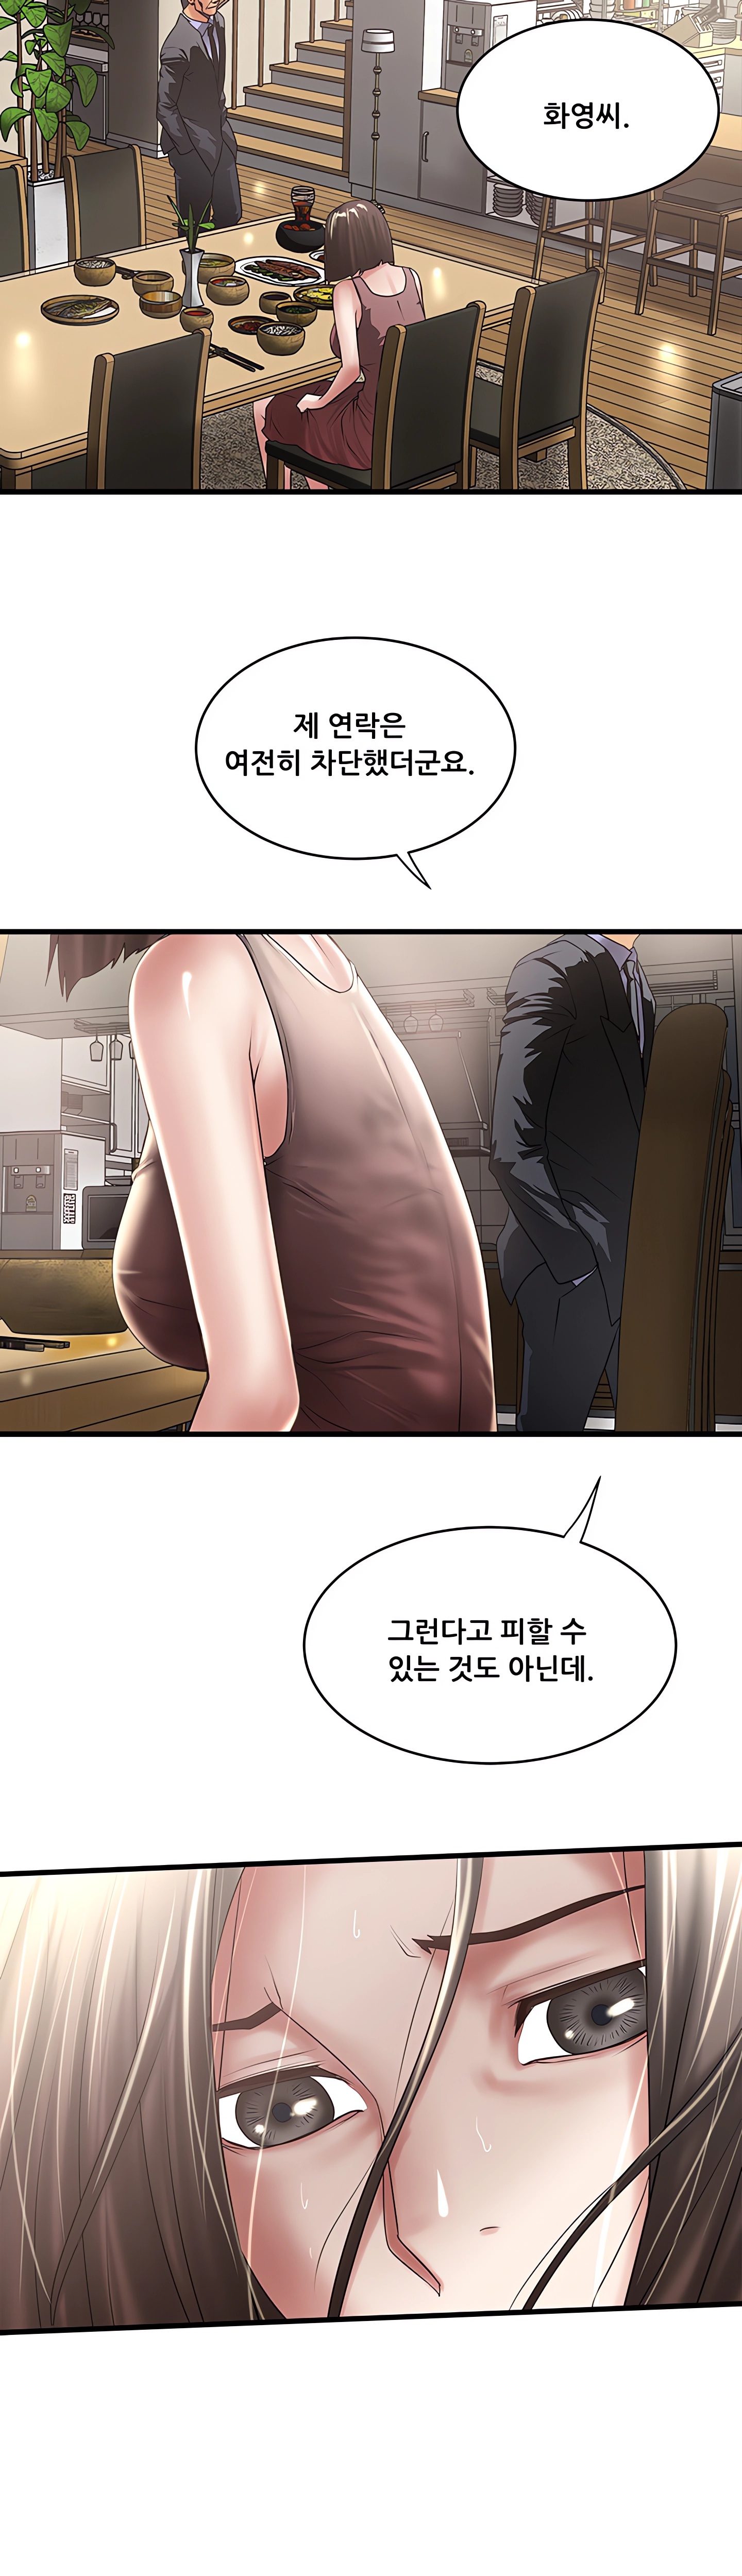 화영씨.
제 연락은
여전히 차단했더군요.
그런다고 피할 수
있는 것도 아닌데.